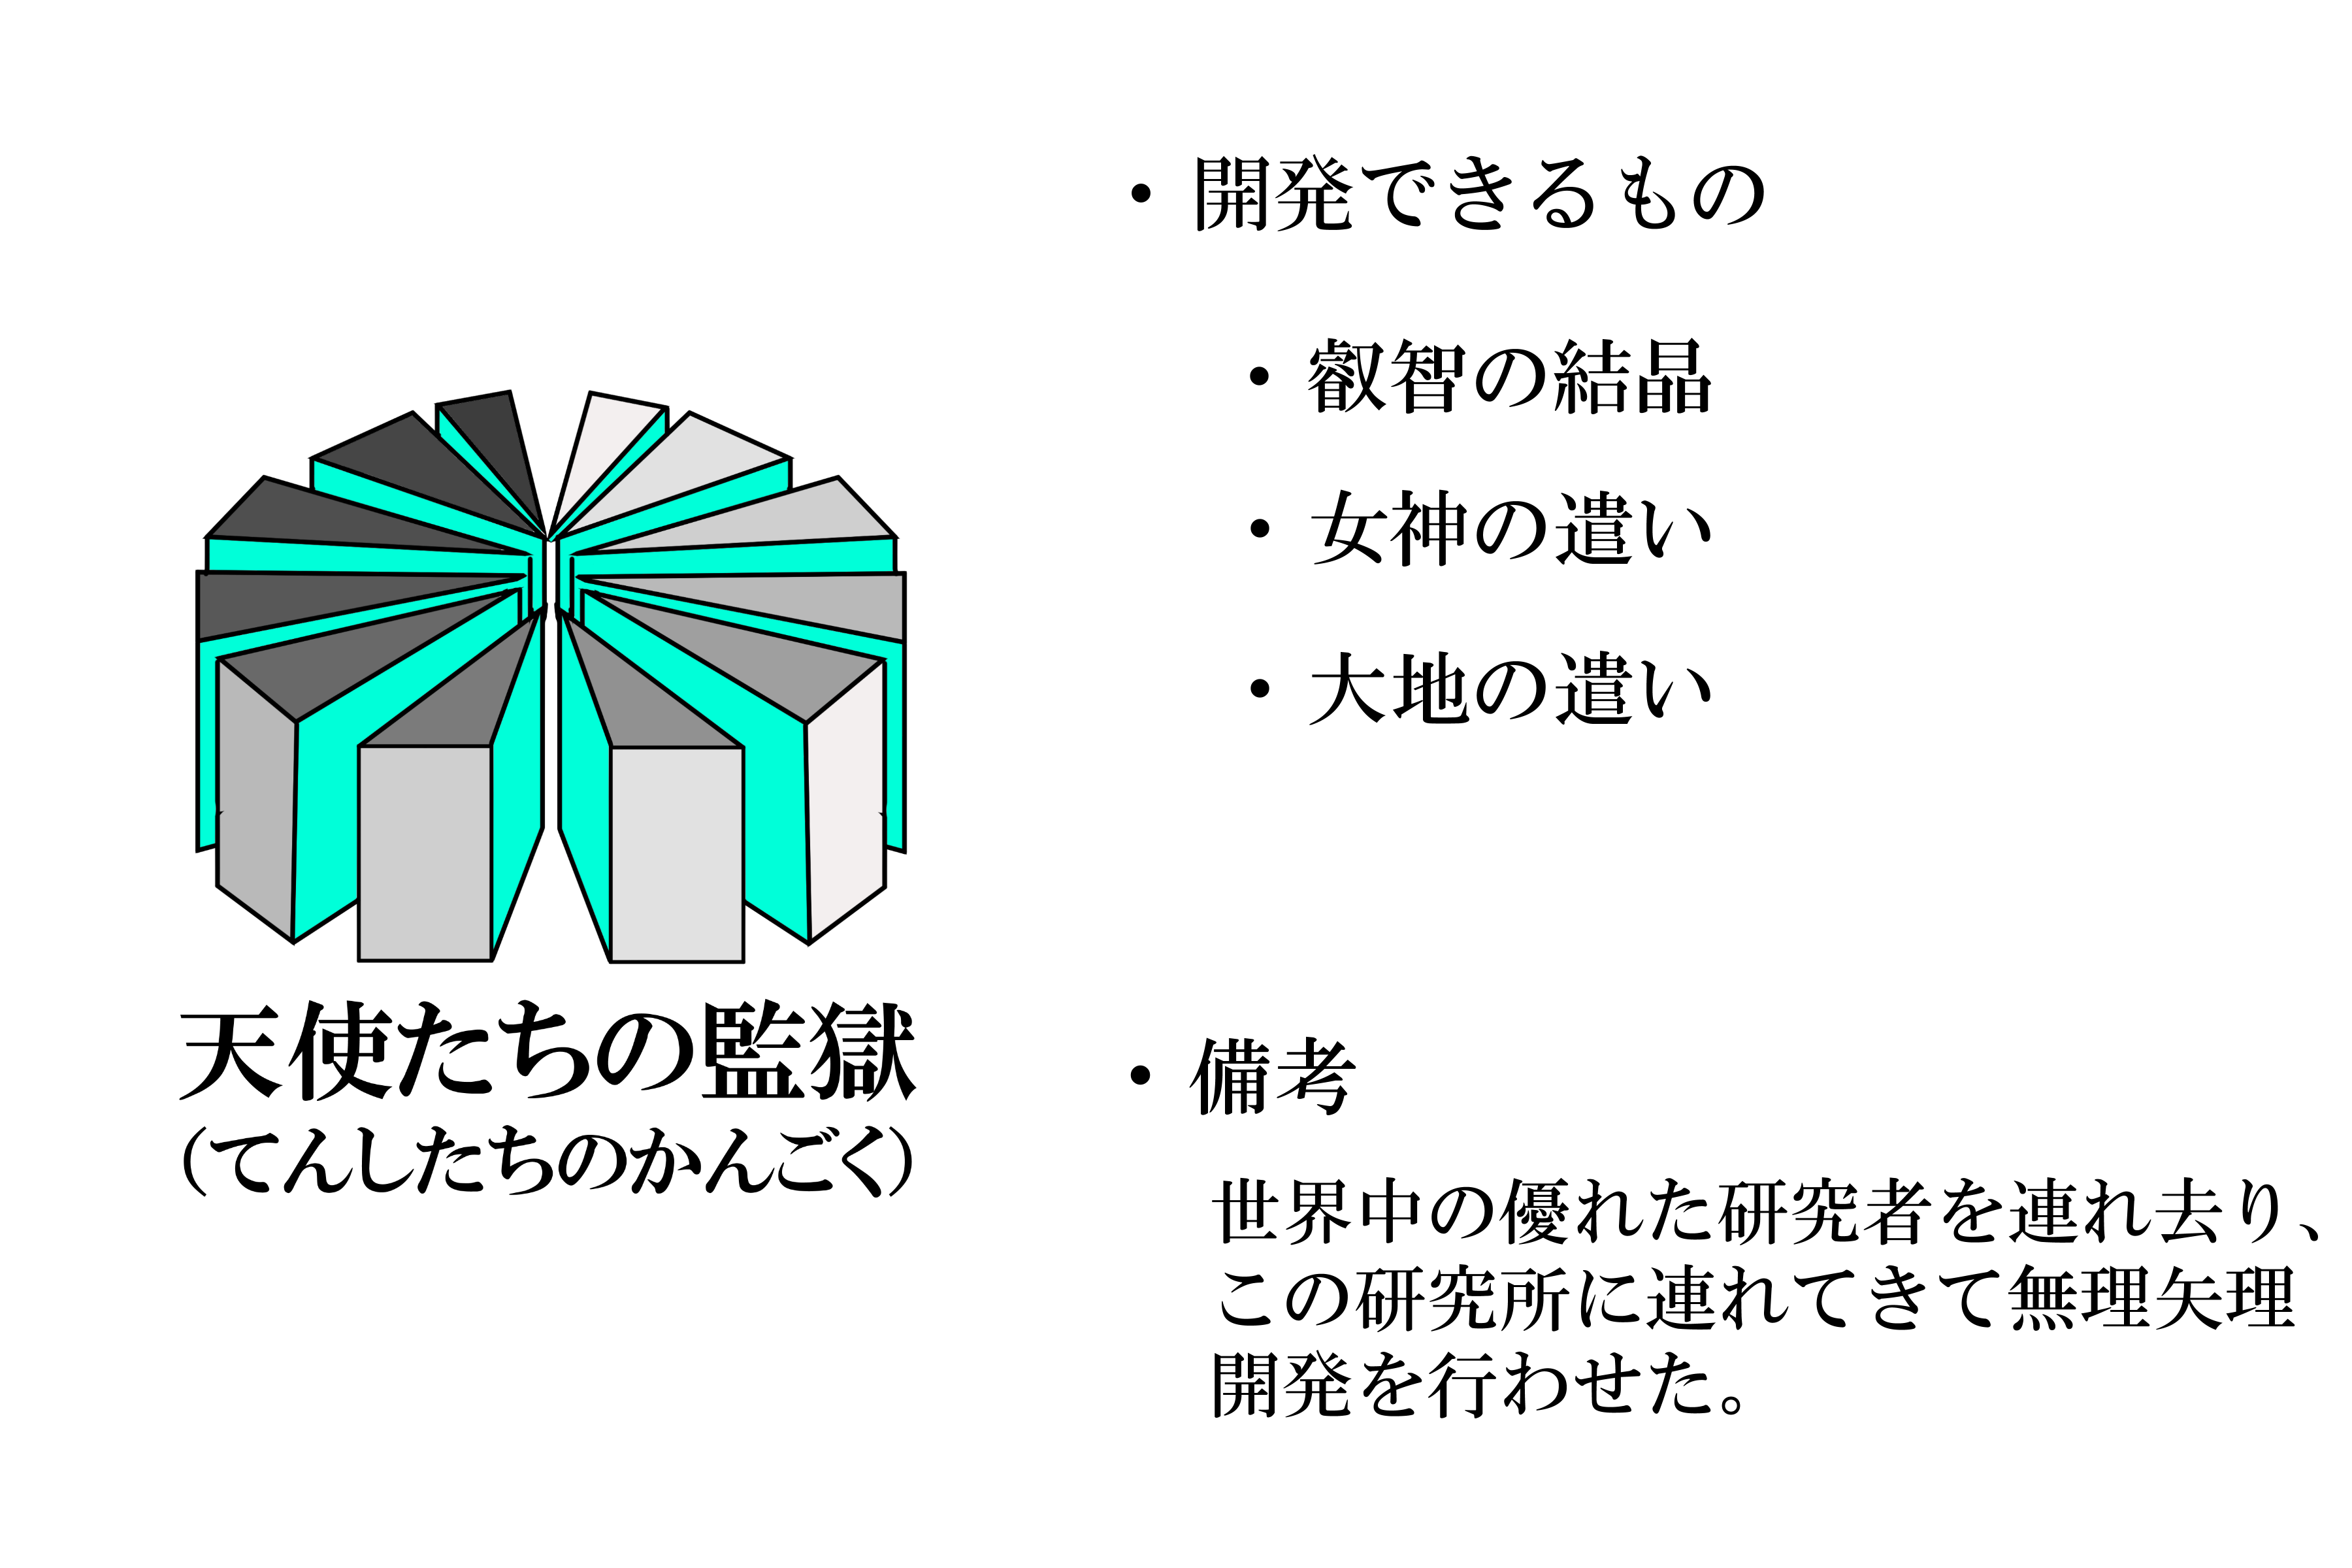 ・開発できるもの
・叡智の結晶
・女神の遣い
・大地の遣い
天使たちの監獄
（てんしたちのかんごく）
・備考
世界中の優れた研究者を連れ去り、
この研究所に連れてきて無理矢理
開発を行わせた。